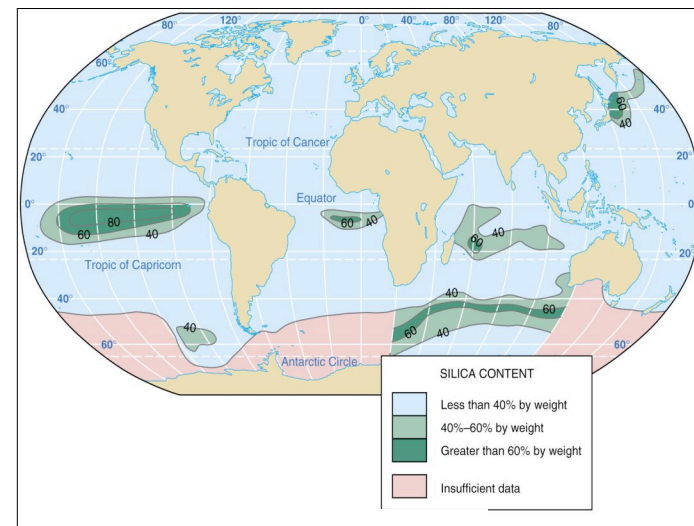 80° 120° 0° 40° 80° 120° 80°
60°
40° 60 40° 40
Tropic of Cancer
20° 20°
Equator
0° 0°
80 60 40
60 40 60 40
20° 20°
Tropic of Capricorn
40° 40 40°
40 60 60
60° 40 60°
Antarctic Circle
SILICA CONTENT
Less than 40% by weight
40%–60% by weight
Greater than 60% by weight
Insufficient data